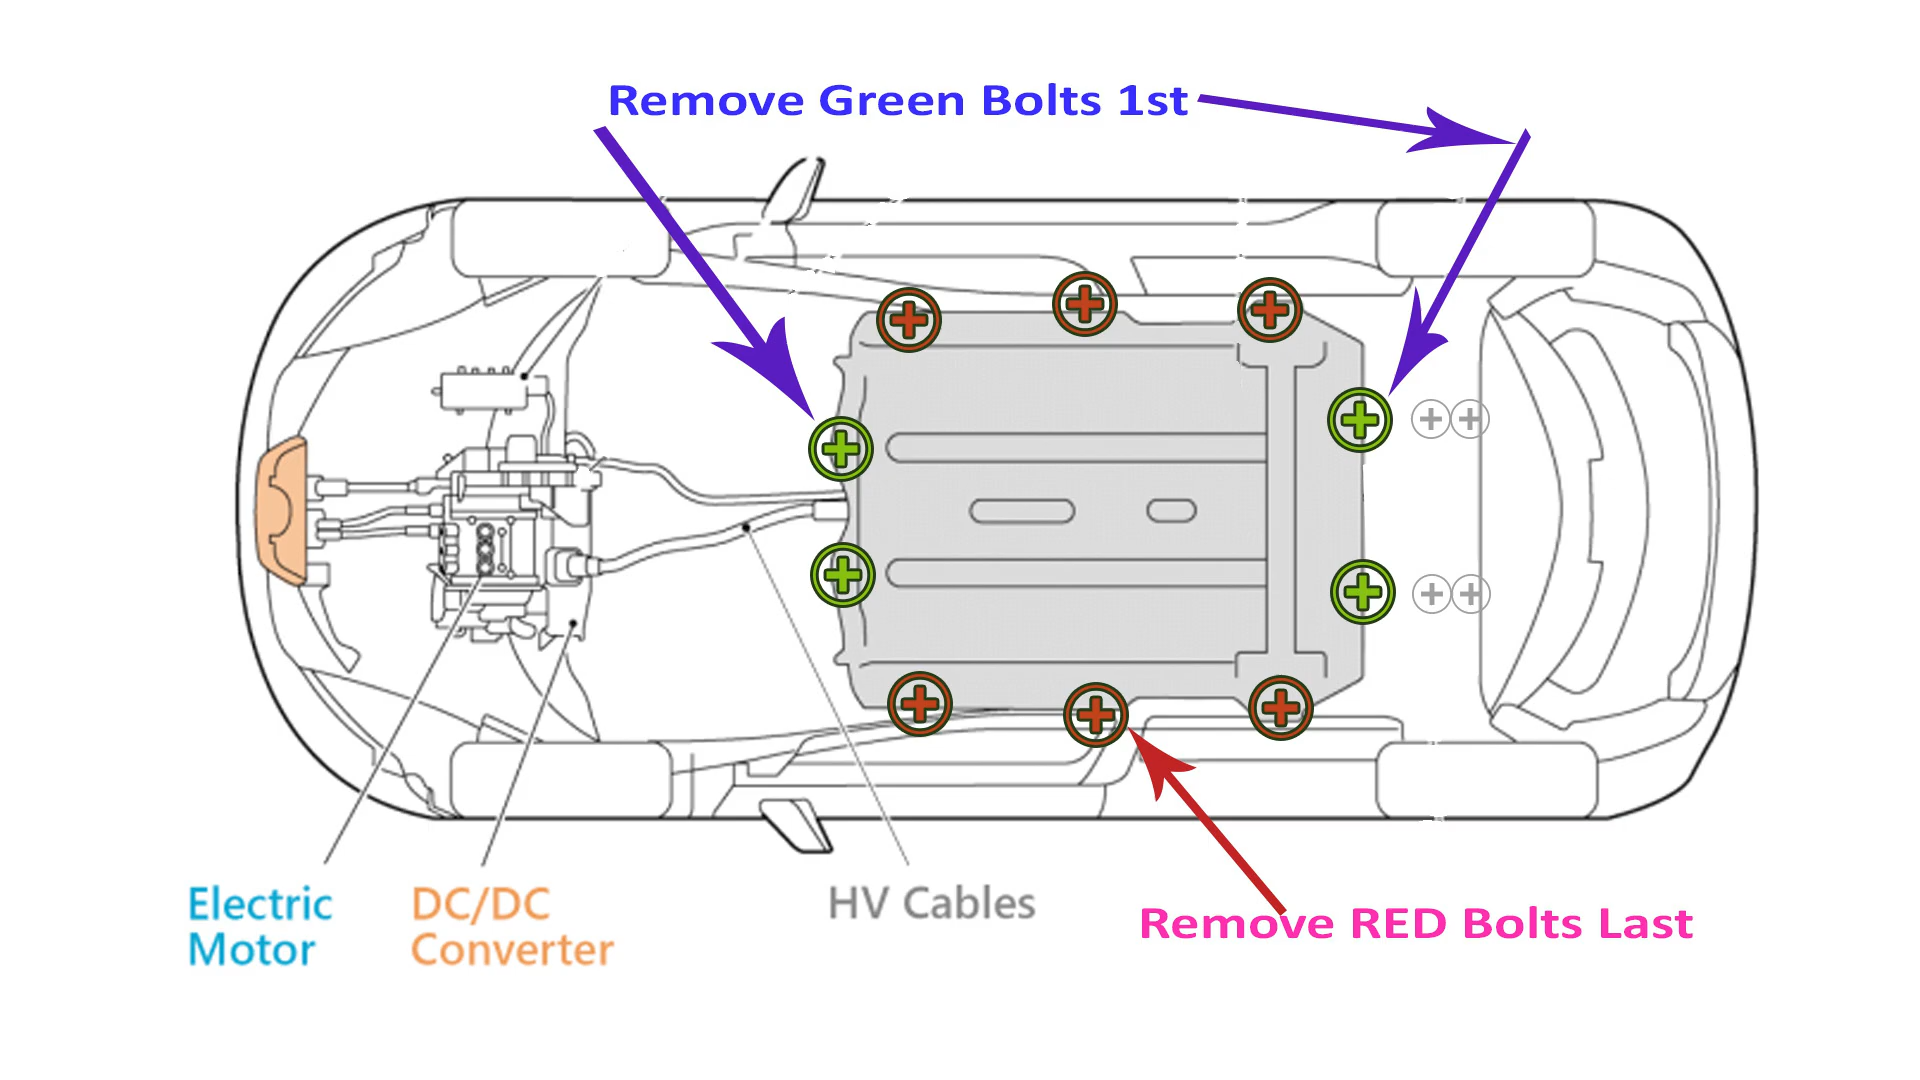 Remove Green Bolts 1st
Electric
Motor
DC/DC
Converter
HV Cables
Remove RED Bolts Last